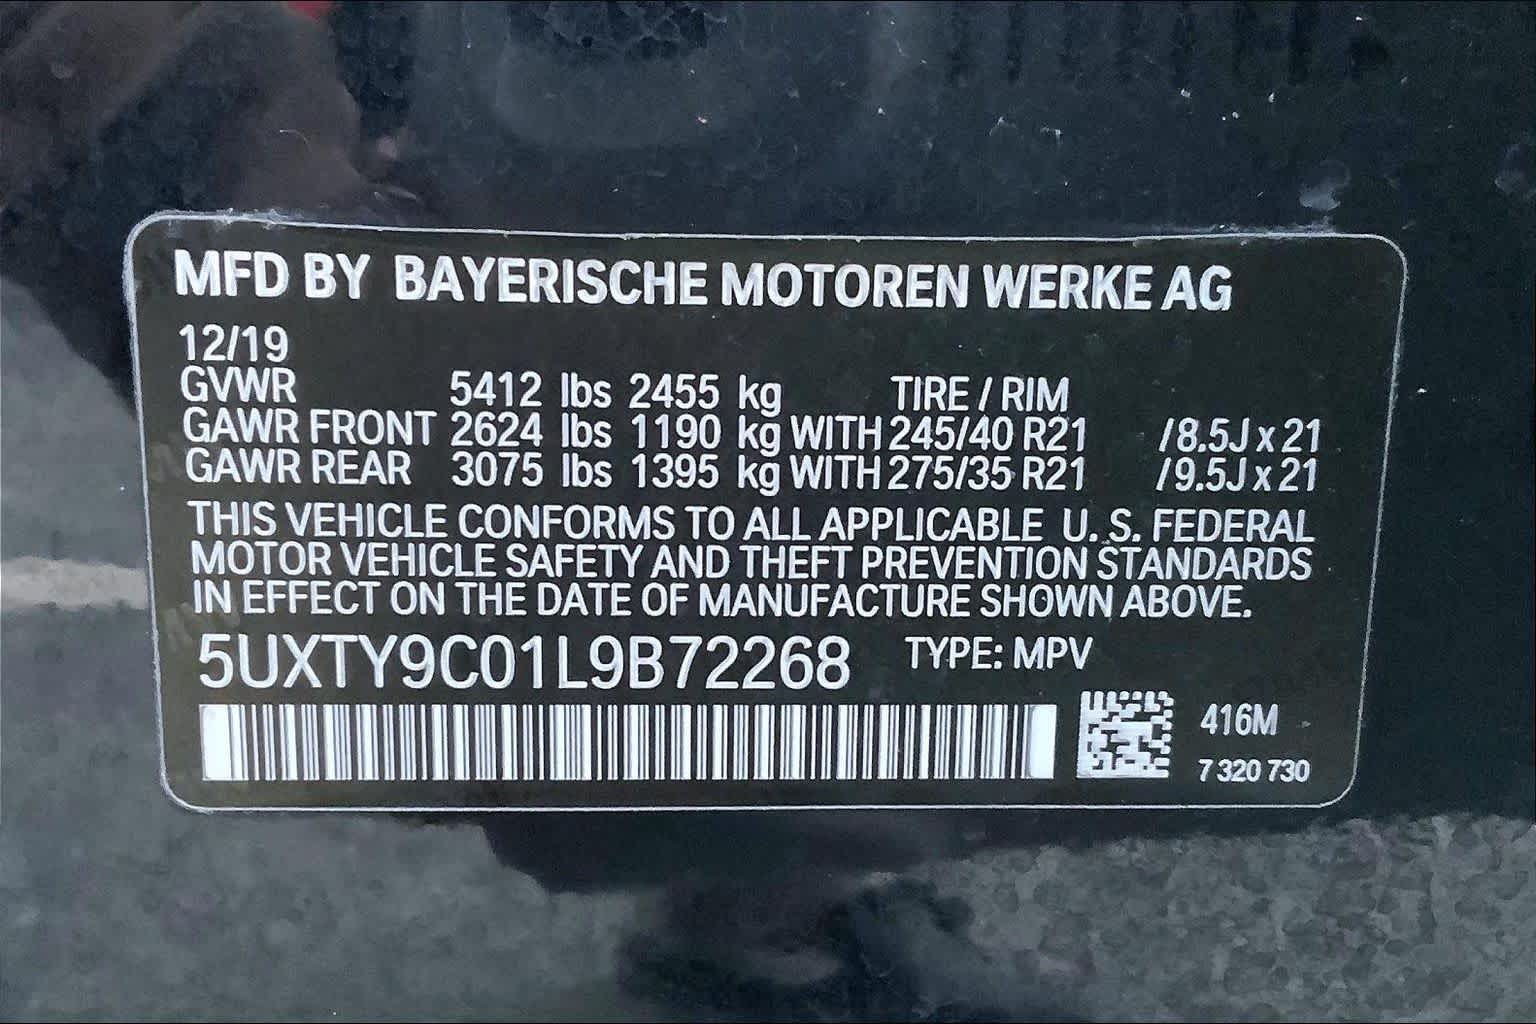 MFD BY BAYERISCHE MOTOREN WERKE AG
12/19
GVWR 5412 lbs 2455 kg TIRE / RIM
GAWR FRONT 2624 lbs 1190 kg WITH 245/40 R21 /8.5J x 21
GAWR REAR 3075 lbs 1395 kg WITH 275/35 R21 /9.5J x 21
THIS VEHICLE CONFORMS TO ALL APPLICABLE U. S. FEDERAL
MOTOR VEHICLE SAFETY AND THEFT PREVENTION STANDARDS
IN EFFECT ON THE DATE OF MANUFACTURE SHOWN ABOVE.
5UXTY9C01L9B72268 TYPE: MPV
416M
7 320 730